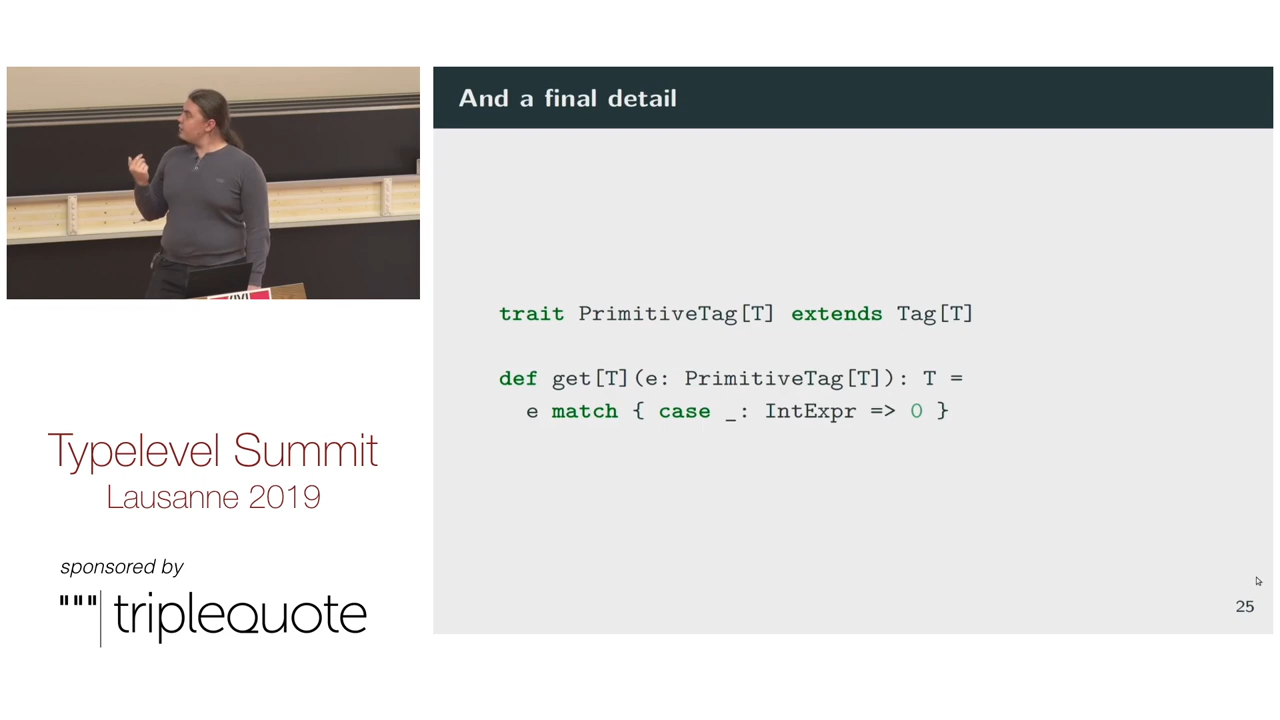 And a final detail
trait PrimitiveTag[T] extends Tag[T]
def get[T](e: PrimitiveTag[T]): T =
e match { case _: IntExpr => 0 }
25
Typelevel Summit
Lausanne 2019
sponsored by
"""|triplequote